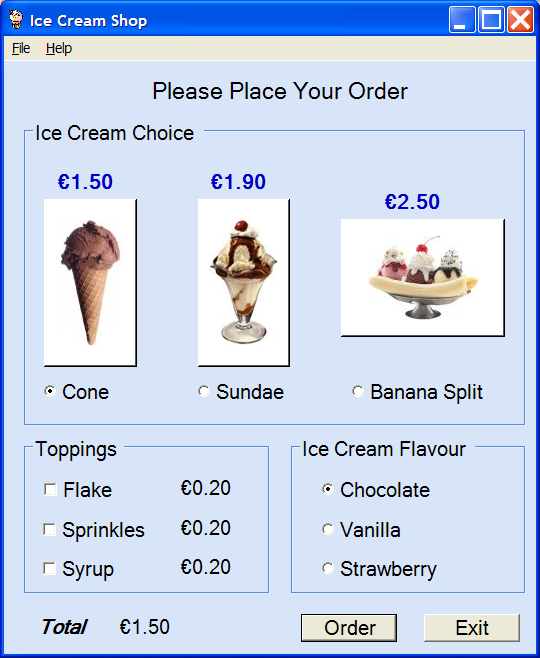 Ice Cream Shop
File Help
Please Place Your Order
Ice Cream Choice
€1.50 €1.90 €2.50
Cone Sundae Banana Split
Toppings
Flake €0.20
Sprinkles €0.20
Syrup €0.20
Ice Cream Flavour
Chocolate
Vanilla
Strawberry
Total €1.50
Order Exit